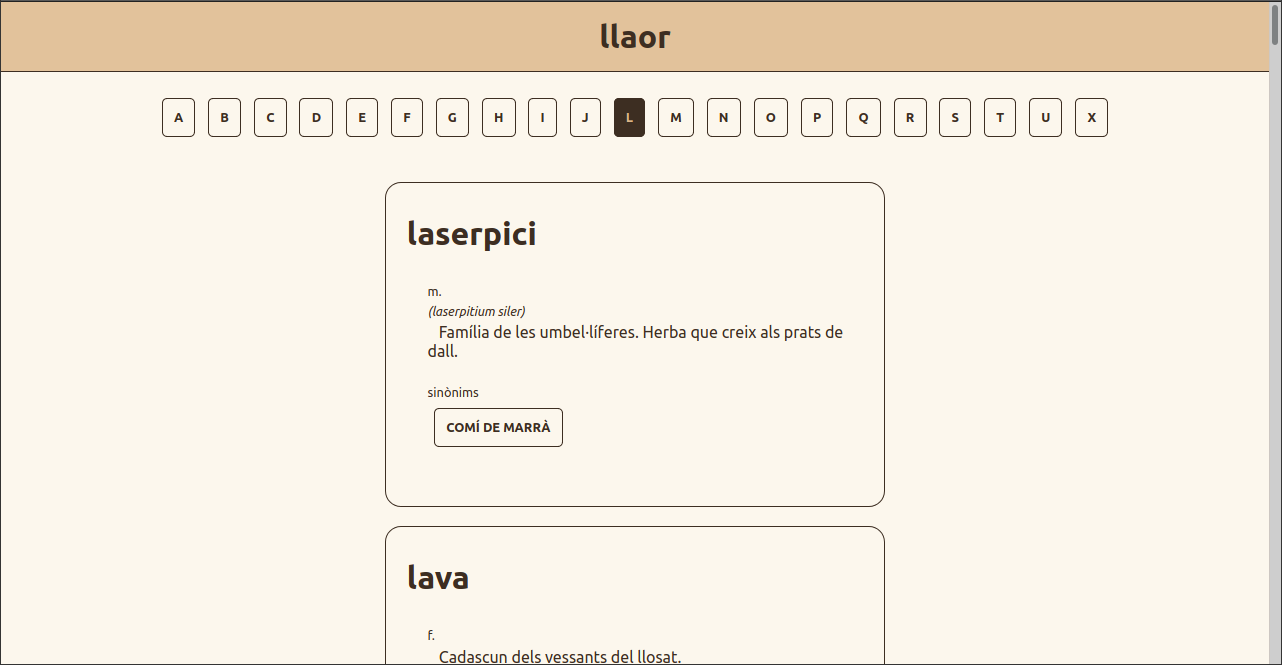 llaor
A B C D E F G H I J L M N O P Q R S T U X
laserpici
m.
(laserpitium siler)
Família de les umbel·líferes. Herba que creix als prats de
dall.
sinònims
COMÍ DE MARRÀ
lava
f.
Cadascun dels vessants del llosat.